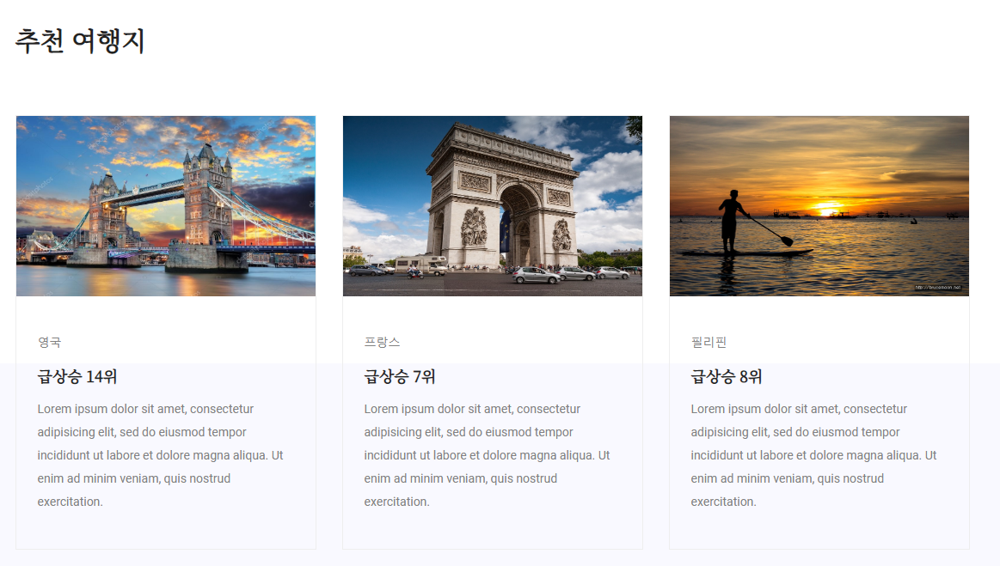 추천 여행지
영국
급상승 14위
Lorem ipsum dolor sit amet, consectetur
adipisicing elit, sed do eiusmod tempor
incididunt ut labore et dolore magna aliqua. Ut
enim ad minim veniam, quis nostrud
exercitation.
프랑스
급상승 7위
Lorem ipsum dolor sit amet, consectetur
adipisicing elit, sed do eiusmod tempor
incididunt ut labore et dolore magna aliqua. Ut
enim ad minim veniam, quis nostrud
exercitation.
필리핀
급상승 8위
Lorem ipsum dolor sit amet, consectetur
adipisicing elit, sed do eiusmod tempor
incididunt ut labore et dolore magna aliqua. Ut
enim ad minim veniam, quis nostrud
exercitation.